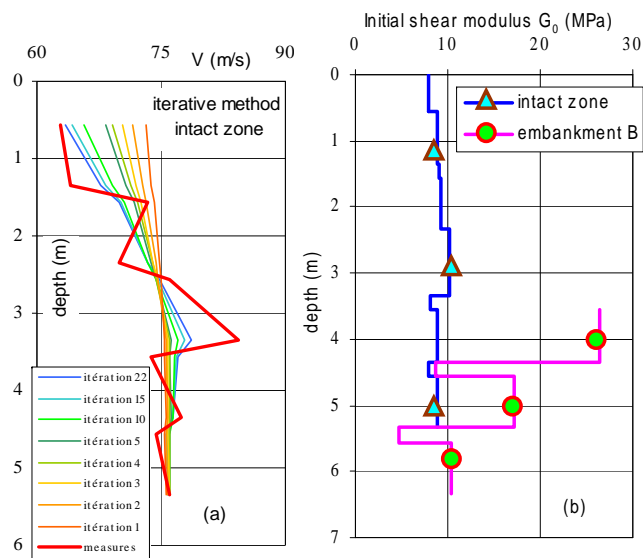 60 75 90
V (m/s)
0
1
2
3
4
5
6
depth (m)
iterative method
intact zone
itération 22
itération 15
itération 10
itération 5
itération 4
itération 3
itération 2
itération 1
measures
(a)
Initial shear modulus G0 (MPa)
0 10 20 30
0
1
2
3
4
5
6
7
depth (m)
intact zone
embankment B
(b)